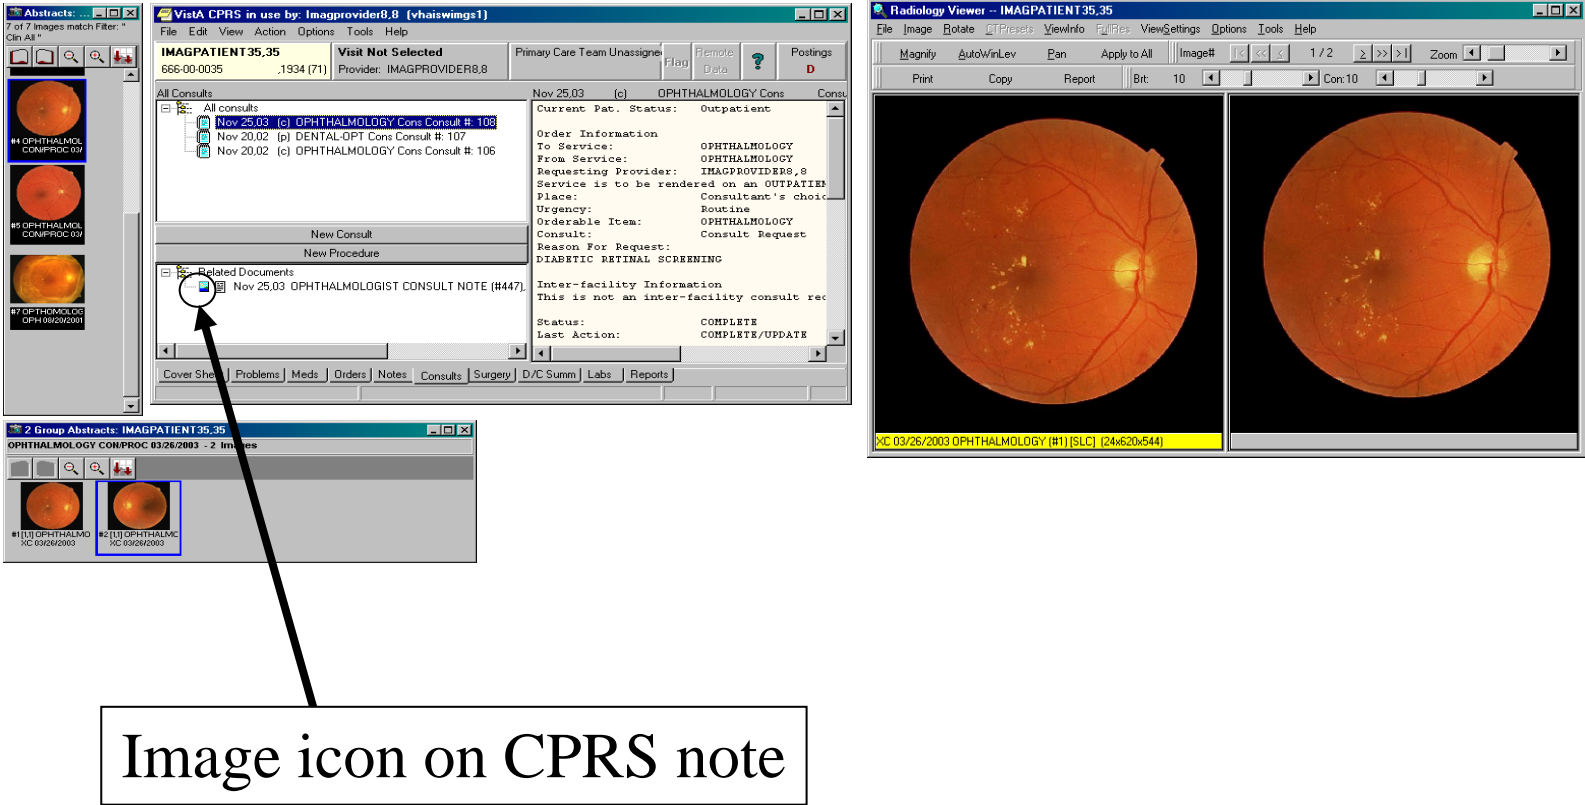 Abstracts: ...
7 of 7 Images match Filter: "
Clin All "
#4 OPHTHALMOL
CON/PROC 03/
#5 OPHTHALMOL
CON/PROC 03/
#7 OPTHOMOLOG
OPH 08/20/2001
VistA CPRS in use by: Imagprovider8,8 (vhaiswimgs1)
File Edit View Action Options Tools Help
IMAGPATIENT35,35
666-00-0035 ,1934 (71)
Visit Not Selected
Provider: IMAGPROVIDER8,8
Primary Care Team Unassigne
Flag
Remote
Data
?
Postings
D
All Consults
All consults
Nov 25,03 (c) OPHTHALMOLOGY Cons Consult #: 108
Nov 20,02 (p) DENTAL-OPT Cons Consult #: 107
Nov 20,02 (c) OPHTHALMOLOGY Cons Consult #: 106
New Consult
New Procedure
Related Documents
Nov 25,03 OPHTHALMOLOGIST CONSULT NOTE (#447),
Nov 25,03 (c) OPHTHALMOLOGY Cons Consu
Current Pat. Status: Outpatient
Order Information
To Service: OPHTHALMOLOGY
From Service: OPHTHALMOLOGY
Requesting Provider: IMAGPROVIDER8,8
Service is to be rendered on an OUTPATIEN
Place: Consultant's choic
Urgency: Routine
Orderable Item: OPHTHALMOLOGY
Consult: Consult Request
Reason For Request:
DIABETIC RETINAL SCREENING
Inter-facility Information
This is not an inter-facility consult rec
Status: COMPLETE
Last Action: COMPLETE/UPDATE
Cover Shee Problems Meds Orders Notes Consults Surgery D/C Summ Labs Reports
2 Group Abstracts: IMAGPATIENT35,35
OPHTHALMOLOGY CON/PROC 03/26/2003 - 2 Images
#1 [1,1] OPHTHALMO
XC 03/26/2003
#2 [1,1] OPHTHALMC
XC 03/26/2003
Radiology Viewer -- IMAGPATIENT35,35
File Image Rotate CTPresets ViewInfo FullRes ViewSettings Options Tools Help
Magnify AutoWinLev Pan Apply to All Image# |< << < 1 / 2 > >> >| Zoom
Print Copy Report Brt: 10 Con:10
XC 03/26/2003 OPHTHALMOLOGY (#1) [SLC] (24x620x544)
Image icon on CPRS note